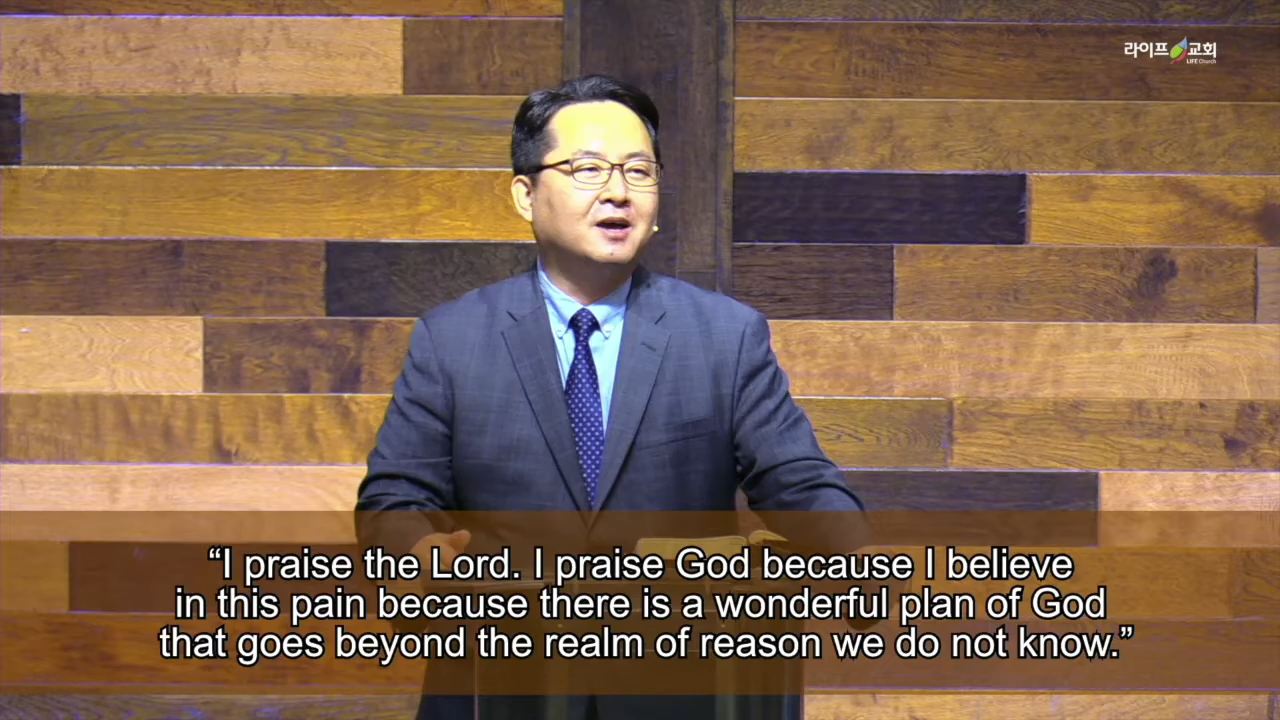 라이프 교회
LIFE Church
“I praise the Lord. I praise God because I believe
in this pain because there is a wonderful plan of God
that goes beyond the realm of reason we do not know.”